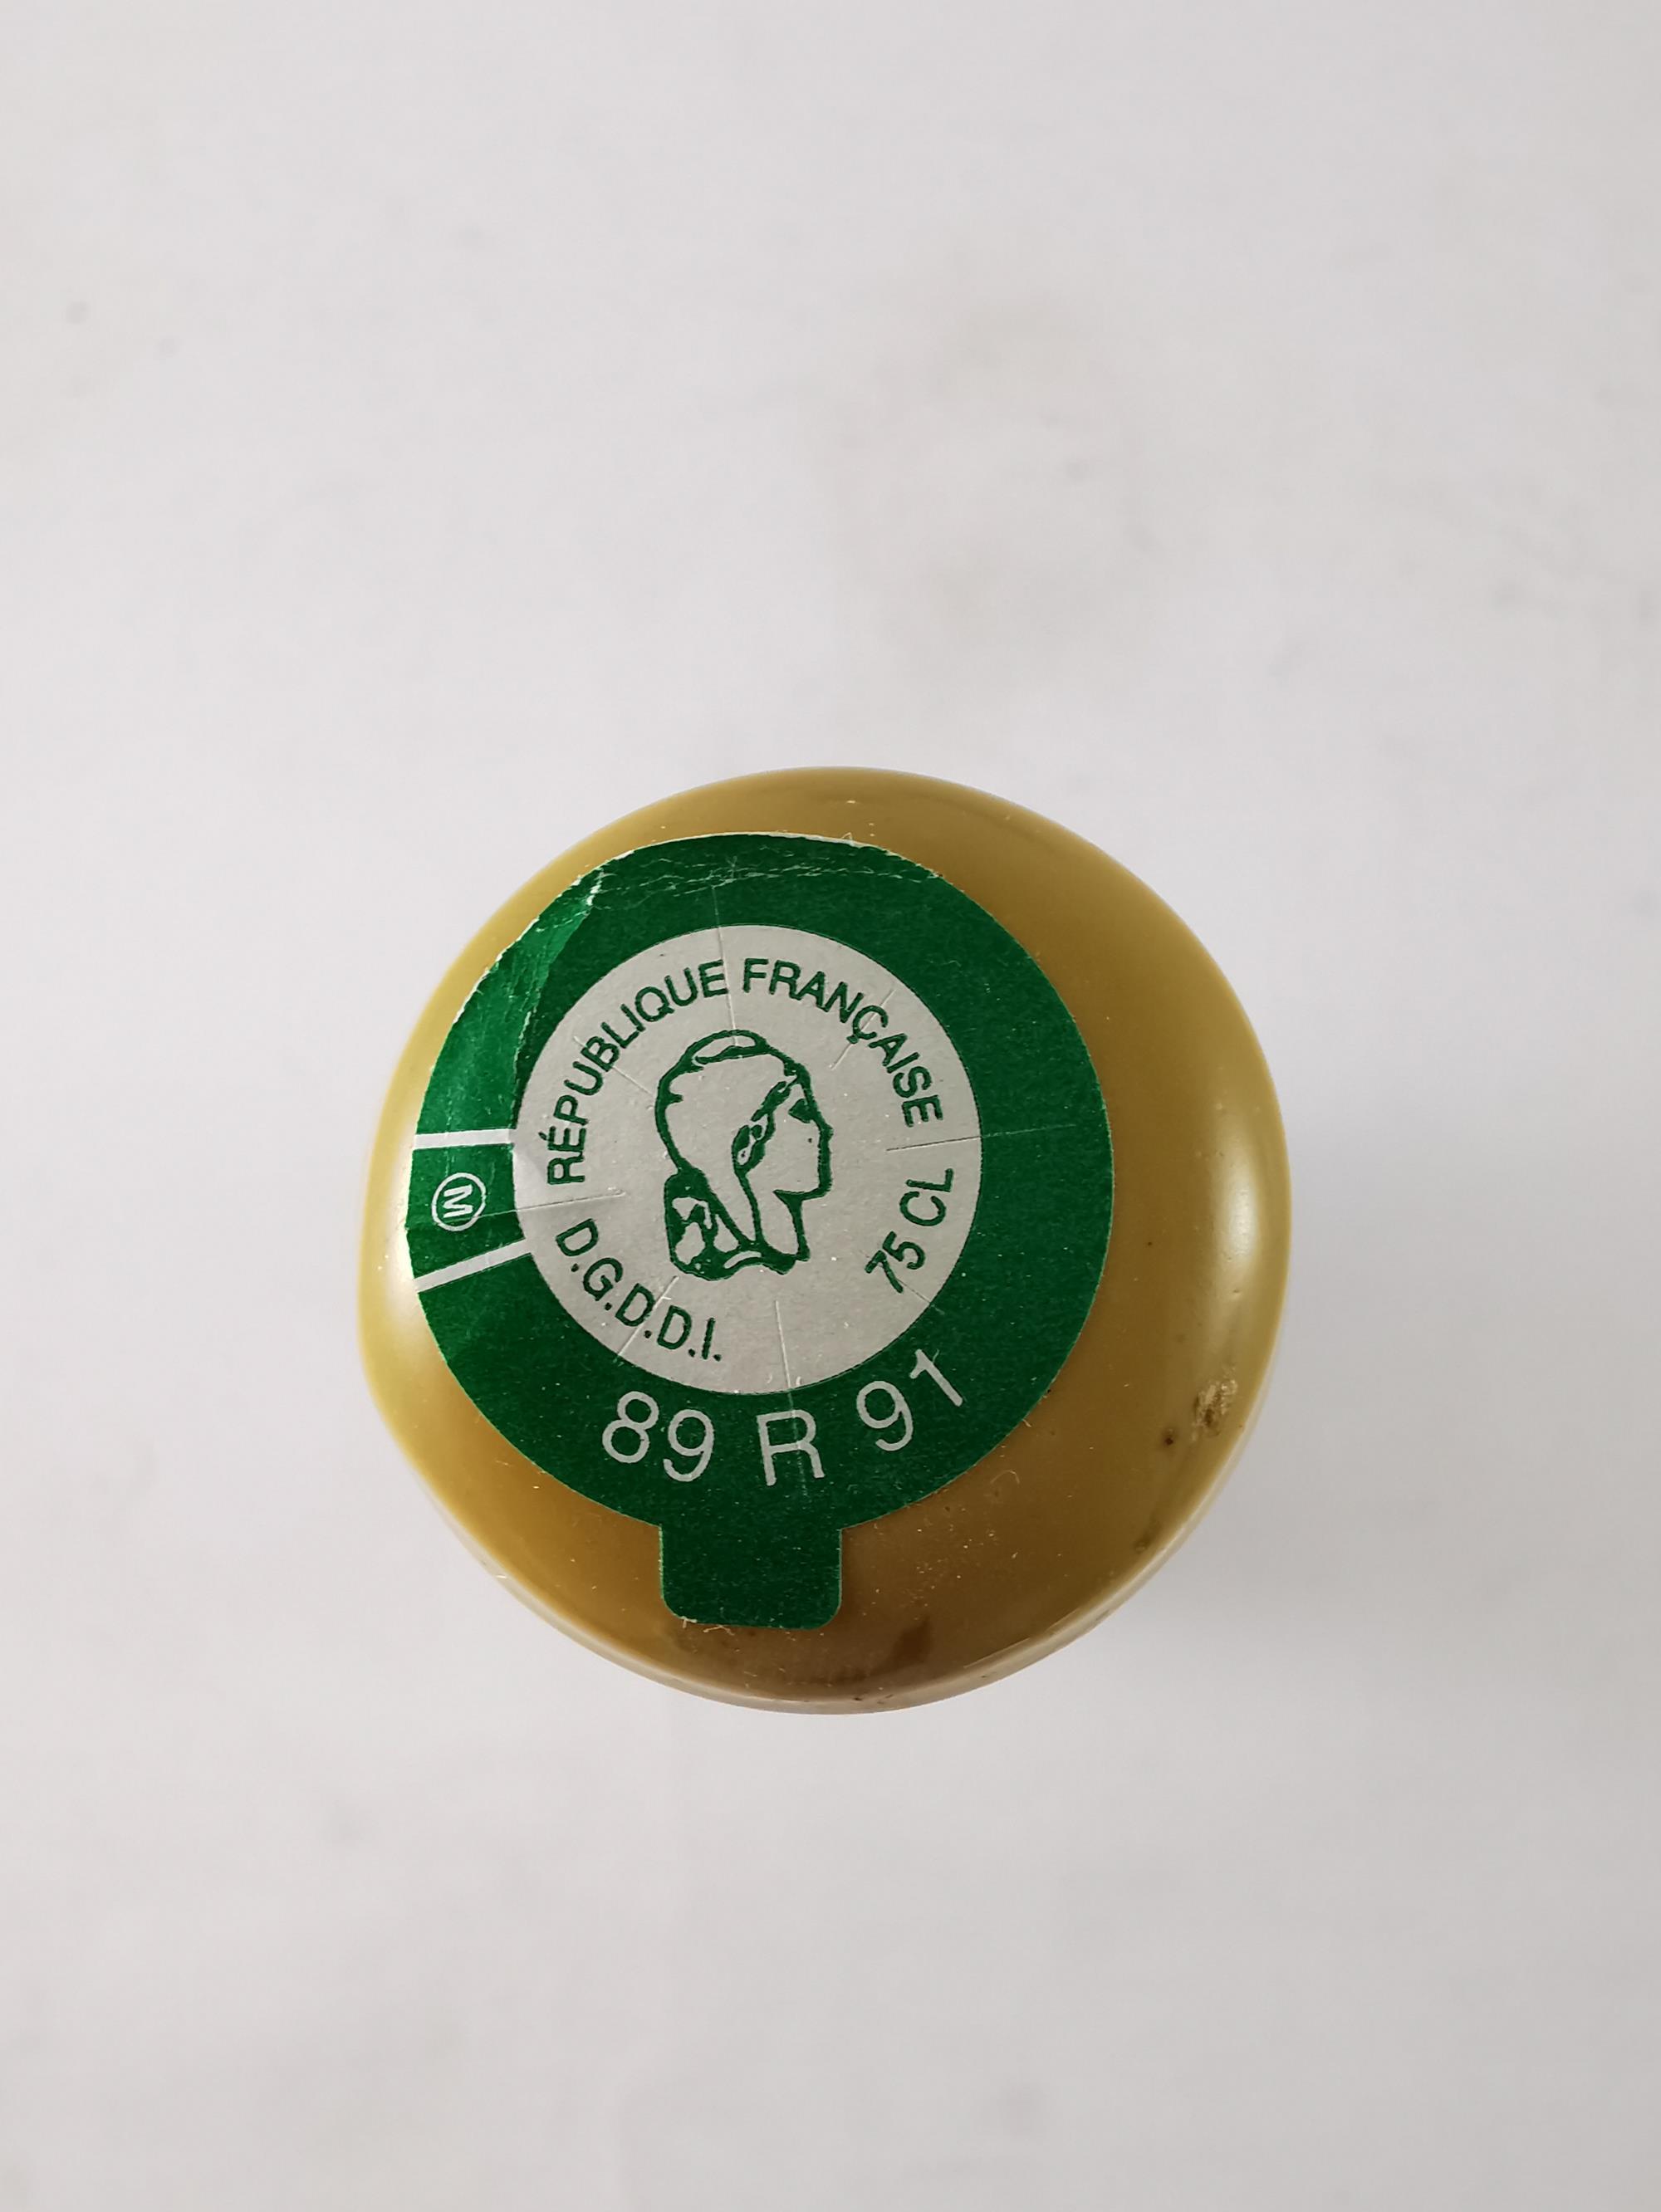 RÉPUBLIQUE FRANÇAISE
75 CL
D.G.D.D.I.
89 R 91
M